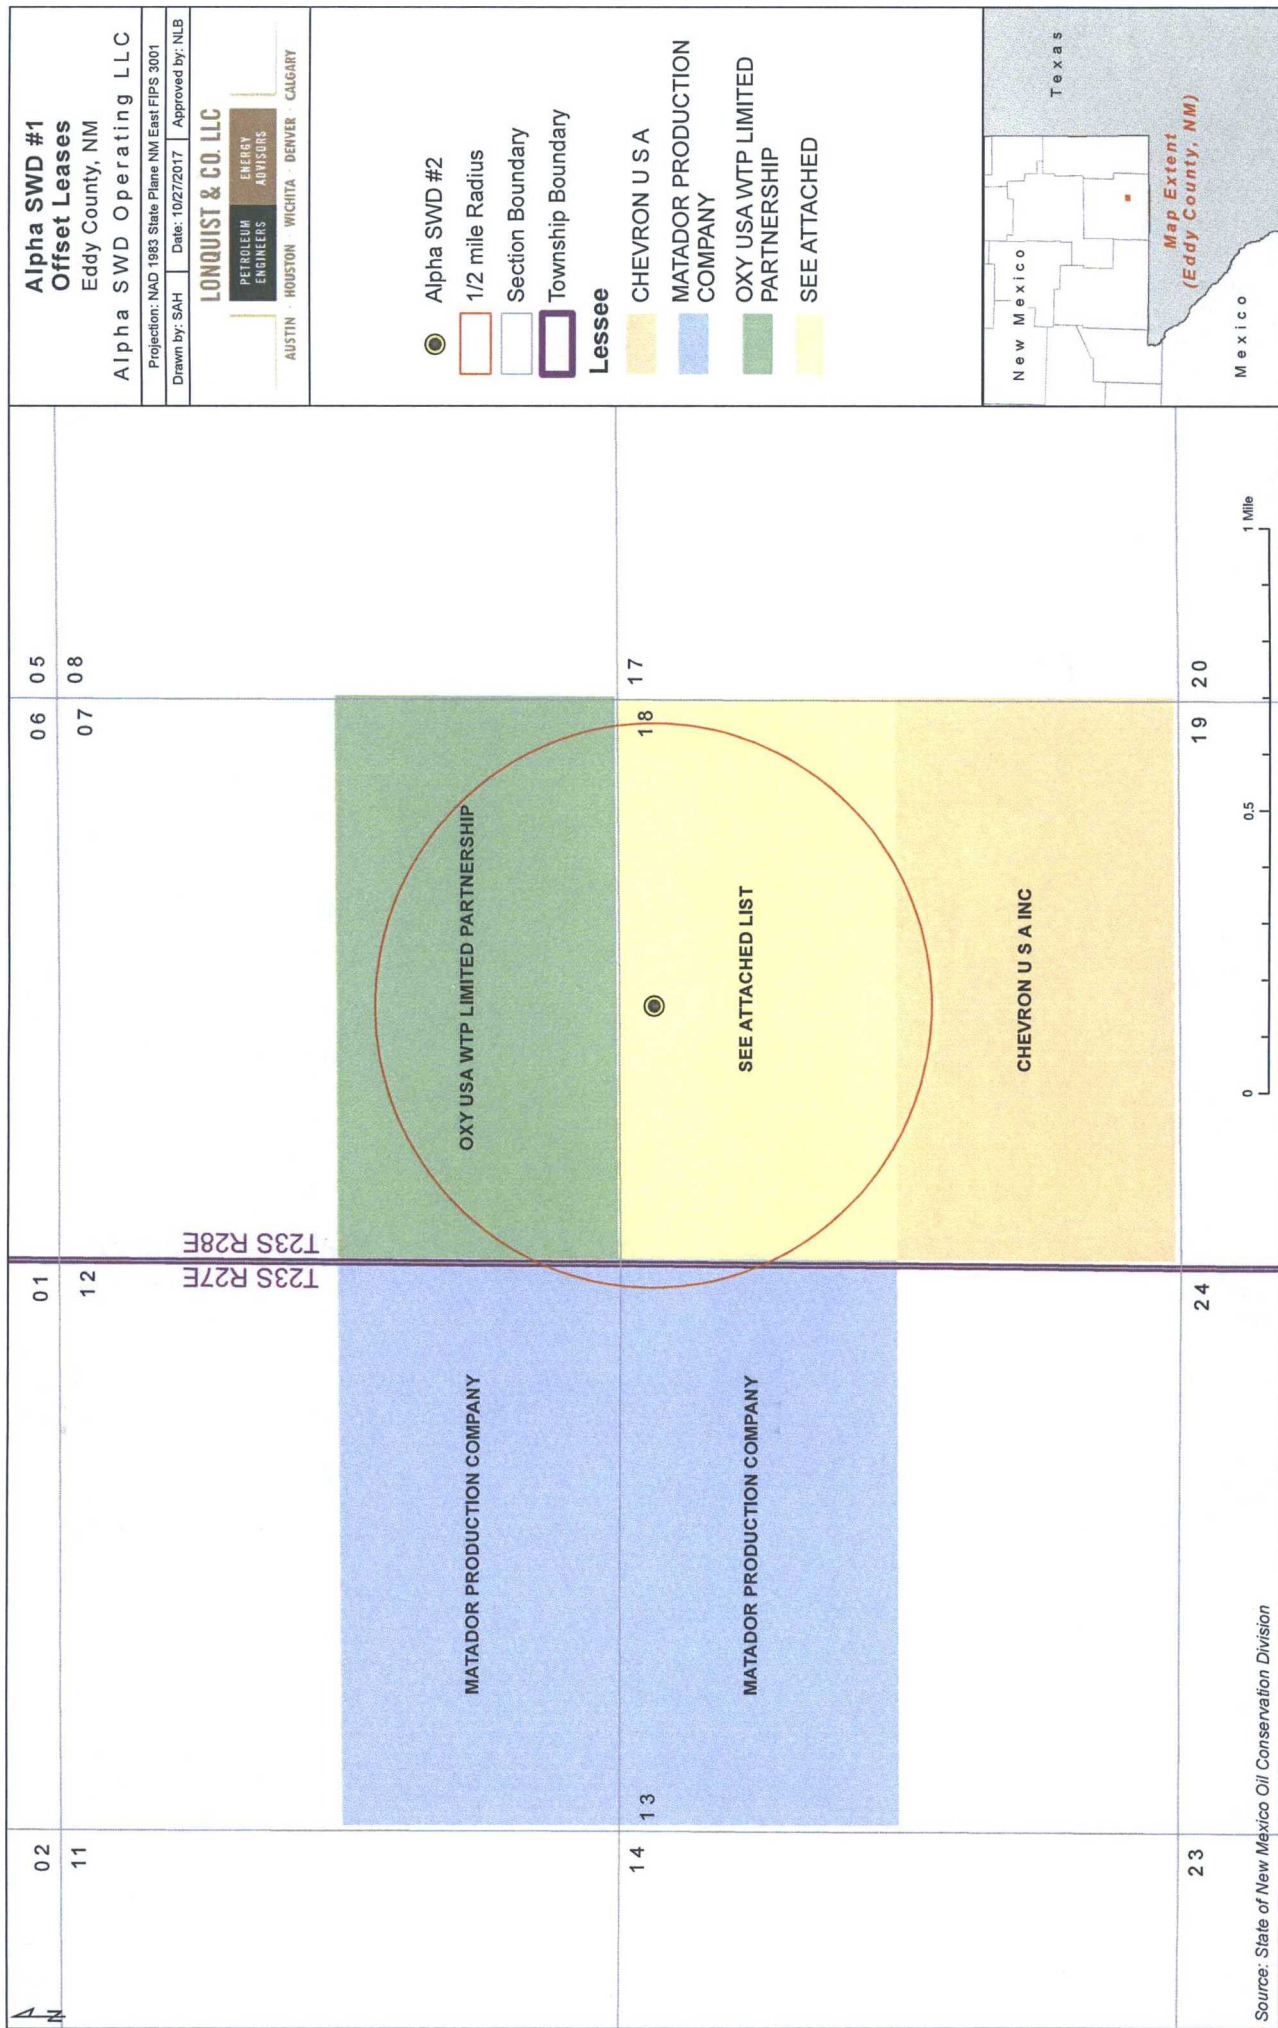 Alpha SWD #1
Offset Leases
Eddy County, NM
Alpha SWD Operating LLC
Projection: NAD 1983 State Plane NM East FIPS 3001
Drawn by: SAH
Date: 10/27/2017
Approved by: NLB
LONQUIST & CO. LLC
PETROLEUM
ENGINEERS
ENERGY
ADVISORS
AUSTIN · HOUSTON · WICHITA · DENVER · CALGARY
Alpha SWD #2
1/2 mile Radius
Section Boundary
Township Boundary
Lessee
CHEVRON U S A
MATADOR PRODUCTION
COMPANY
OXY USA WTP LIMITED
PARTNERSHIP
SEE ATTACHED
New Mexico
Texas
Mexico
Map Extent
(Eddy County, NM)
N
02
01
06
05
11
12
07
08
T23S R27E
T23S R28E
MATADOR PRODUCTION COMPANY
OXY USA WTP LIMITED PARTNERSHIP
14
13
18
17
MATADOR PRODUCTION COMPANY
SEE ATTACHED LIST
CHEVRON U S A INC
23
24
19
20
0
0.5
1 Mile
Source: State of New Mexico Oil Conservation Division